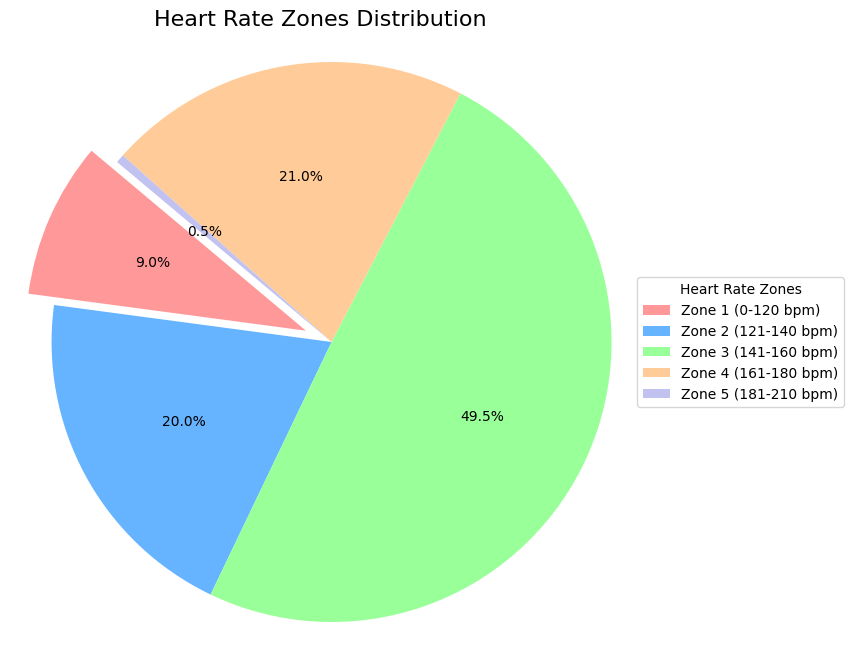 Heart Rate Zones Distribution
21.0%
0.5%
9.0%
20.0%
49.5%
Heart Rate Zones
Zone 1 (0-120 bpm)
Zone 2 (121-140 bpm)
Zone 3 (141-160 bpm)
Zone 4 (161-180 bpm)
Zone 5 (181-210 bpm)